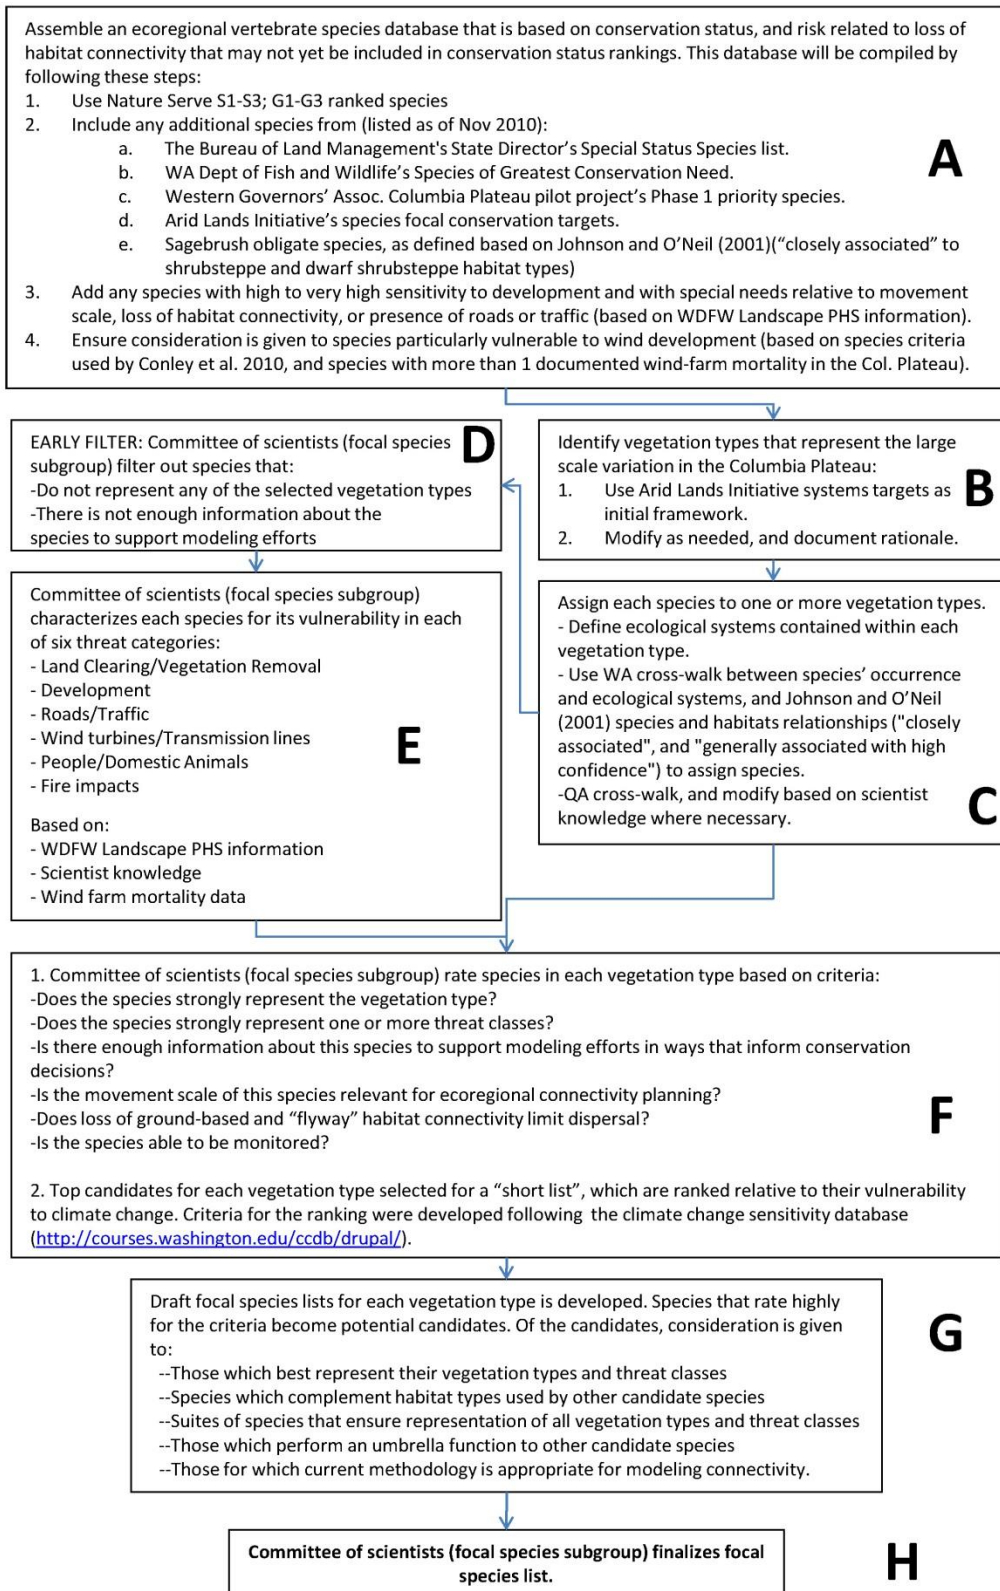 Assemble an ecoregional vertebrate species database that is based on conservation status, and risk related to loss of
habitat connectivity that may not yet be included in conservation status rankings. This database will be compiled by
following these steps:
1. Use Nature Serve S1-S3; G1-G3 ranked species
2. Include any additional species from (listed as of Nov 2010):
a. The Bureau of Land Management's State Director's Special Status Species list.
b. WA Dept of Fish and Wildlife's Species of Greatest Conservation Need.
c. Western Governors' Assoc. Columbia Plateau pilot project's Phase 1 priority species.
d. Arid Lands Initiative's species focal conservation targets.
e. Sagebrush obligate species, as defined based on Johnson and O'Neil (2001)("closely associated" to
shrubsteppe and dwarf shrubsteppe habitat types)
3. Add any species with high to very high sensitivity to development and with special needs relative to movement
scale, loss of habitat connectivity, or presence of roads or traffic (based on WDFW Landscape PHS information).
4. Ensure consideration is given to species particularly vulnerable to wind development (based on species criteria
used by Conley et al. 2010, and species with more than 1 documented wind-farm mortality in the Col. Plateau).
A
EARLY FILTER: Committee of scientists (focal species
subgroup) filter out species that:
-Do not represent any of the selected vegetation types
-There is not enough information about the
species to support modeling efforts
D
Identify vegetation types that represent the large
scale variation in the Columbia Plateau:
1. Use Arid Lands Initiative systems targets as
initial framework.
2. Modify as needed, and document rationale.
B
Committee of scientists (focal species subgroup)
characterizes each species for its vulnerability in each
of six threat categories:
- Land Clearing/Vegetation Removal
- Development
- Roads/Traffic
- Wind turbines/Transmission lines
- People/Domestic Animals
- Fire impacts
Based on:
- WDFW Landscape PHS information
- Scientist knowledge
- Wind farm mortality data
E
Assign each species to one or more vegetation types.
- Define ecological systems contained within each
vegetation type.
- Use WA cross-walk between species' occurrence
and ecological systems, and Johnson and O'Neil
(2001) species and habitats relationships ("closely
associated", and "generally associated with high
confidence") to assign species.
-QA cross-walk, and modify based on scientist
knowledge where necessary.
C
1. Committee of scientists (focal species subgroup) rate species in each vegetation type based on criteria:
-Does the species strongly represent the vegetation type?
-Does the species strongly represent one or more threat classes?
-Is there enough information about this species to support modeling efforts in ways that inform conservation
decisions?
-Is the movement scale of this species relevant for ecoregional connectivity planning?
-Does loss of ground-based and "flyway" habitat connectivity limit dispersal?
-Is the species able to be monitored?
2. Top candidates for each vegetation type selected for a "short list", which are ranked relative to their vulnerability
to climate change. Criteria for the ranking were developed following the climate change sensitivity database
(http://courses.washington.edu/ccdb/drupal/).
F
Draft focal species lists for each vegetation type is developed. Species that rate highly
for the criteria become potential candidates. Of the candidates, consideration is given
to:
--Those which best represent their vegetation types and threat classes
--Species which complement habitat types used by other candidate species
--Suites of species that ensure representation of all vegetation types and threat classes
--Those which perform an umbrella function to other candidate species
--Those for which current methodology is appropriate for modeling connectivity.
G
Committee of scientists (focal species subgroup) finalizes focal
species list.
H